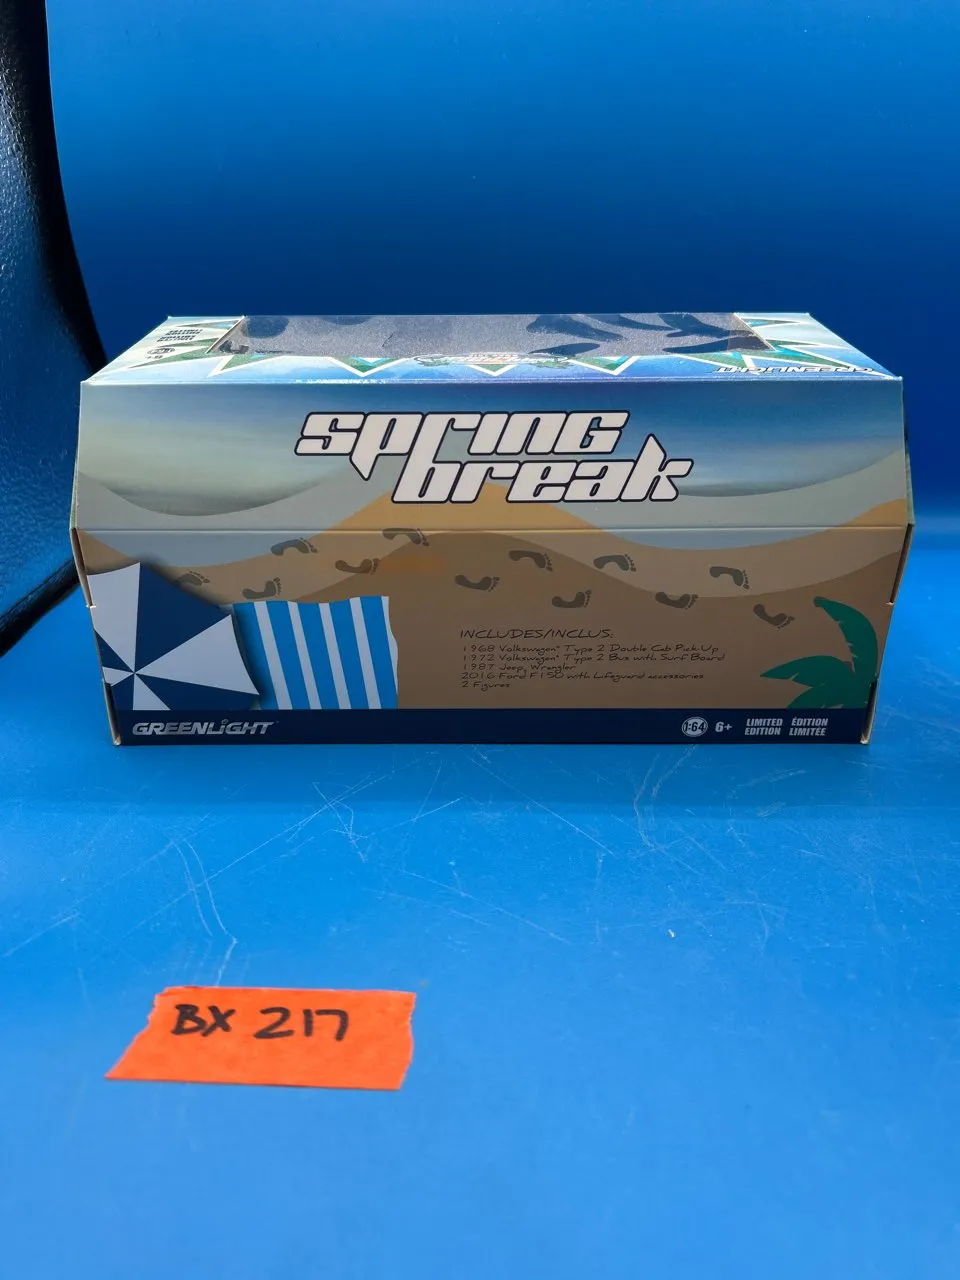 GREENLiGHT
spring
break
INCLUDES/INCLUS:
1968 Volkswagen® Type 2 Double Cab Pick-Up
1972 Volkswagen® Type 2 Bus with Surf Board
1987 Jeep Wrangler
2016 Ford F150 with Lifeguard accessories
2 Figures
GREENLiGHT
1:64 6+ LIMITED EDITION ÉDITION LIMITÉE
BX 217